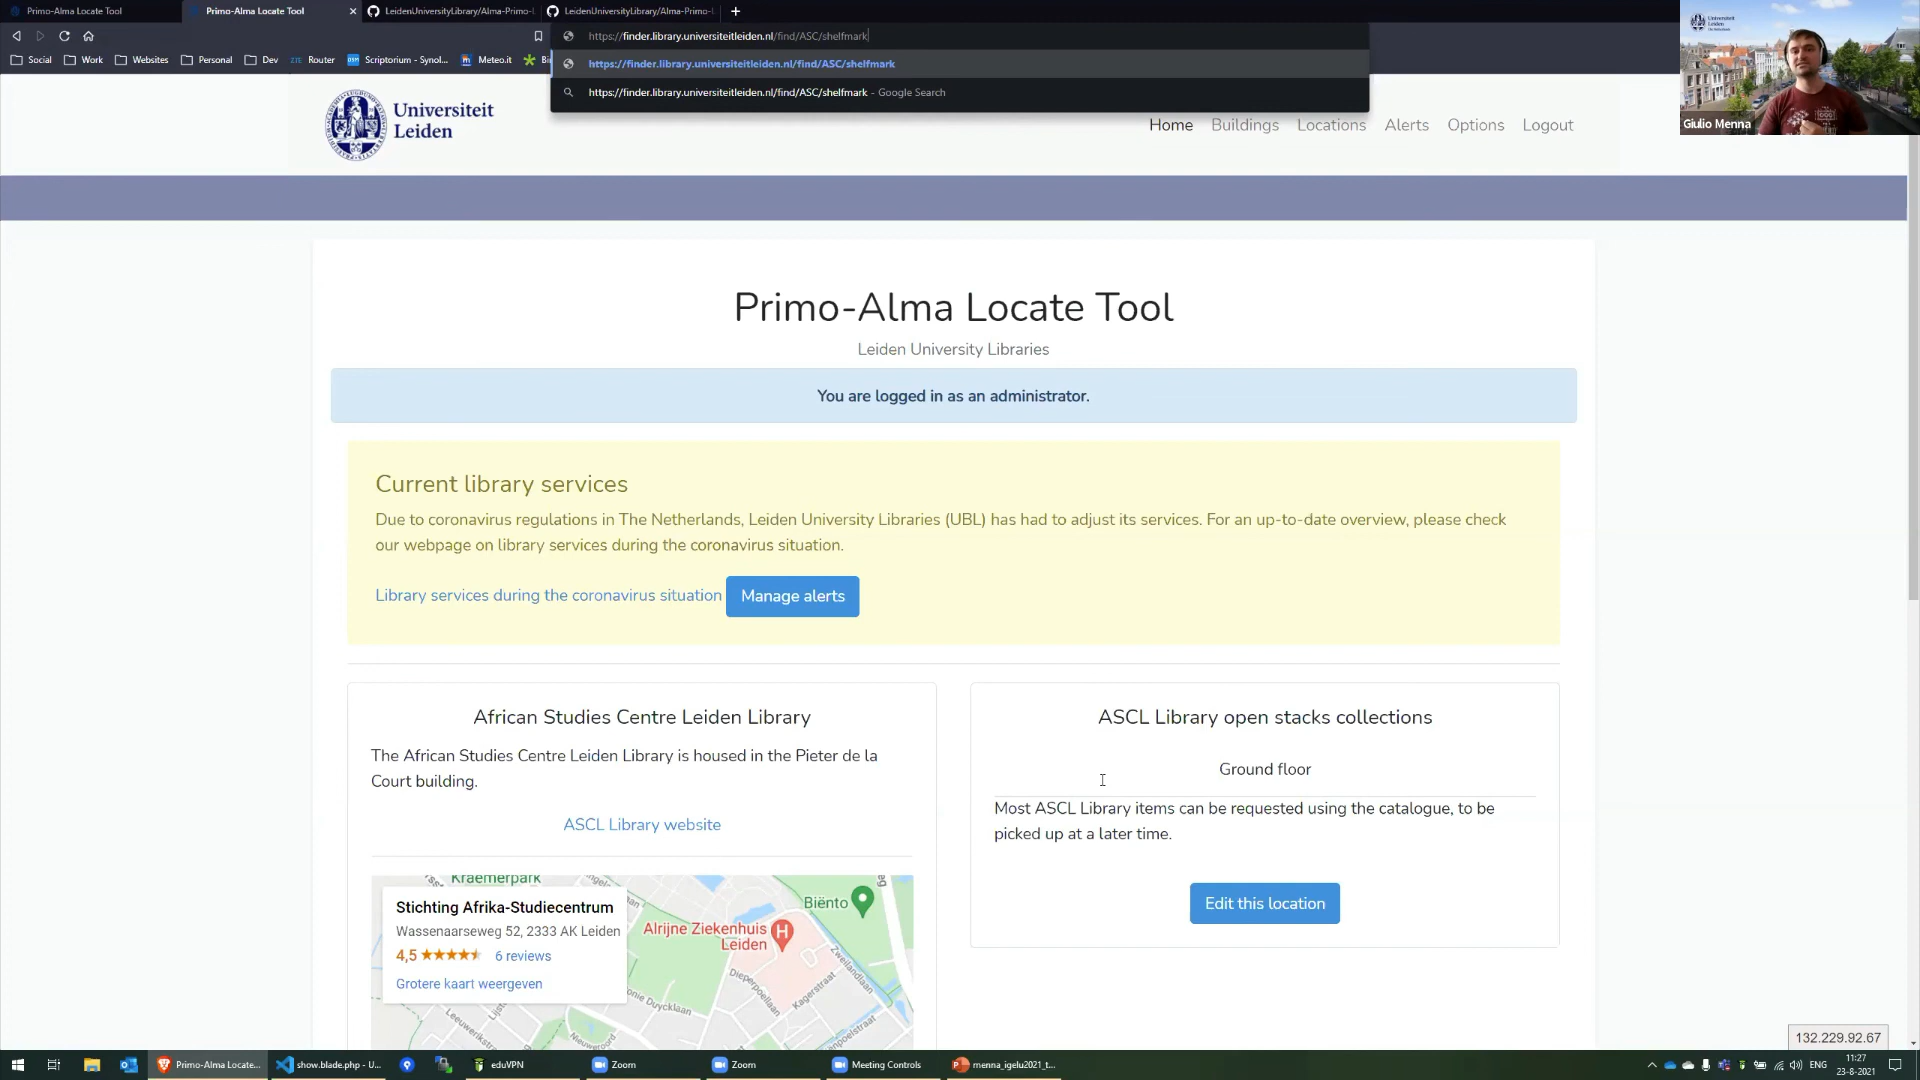 Primo-Alma Locate Tool
Primo-Alma Locate Tool
LeidenUniversityLibrary/Alma-Primo-
LeidenUniversityLibrary/Alma-Primo-
https://finder.library.universiteitleiden.nl/find/ASC/shelfmark
Social
Work
Websites
Personal
Dev
Router
Scriptorium - Synol...
Meteo.it
https://finder.library.universiteitleiden.nl/find/ASC/shelfmark
https://finder.library.universiteitleiden.nl/find/ASC/shelfmark - Google Search
Universiteit
Leiden
Home
Buildings
Locations
Alerts
Options
Logout
Universiteit
Leiden
Giulio Menna
Primo-Alma Locate Tool
Leiden University Libraries
You are logged in as an administrator.
Current library services
Due to coronavirus regulations in The Netherlands, Leiden University Libraries (UBL) has had to adjust its services. For an up-to-date overview, please check
our webpage on library services during the coronavirus situation.
Library services during the coronavirus situation
Manage alerts
African Studies Centre Leiden Library
The African Studies Centre Leiden Library is housed in the Pieter de la
Court building.
ASCL Library website
ASCL Library open stacks collections
Ground floor
Most ASCL Library items can be requested using the catalogue, to be
picked up at a later time.
Edit this location
Kraemerpark
Stichting Afrika-Studiecentrum
Wassenaarseweg 52, 2333 AK Leiden
4,5
6 reviews
Grotere kaart weergeven
Biënto
Alrijne Ziekenhuis
Leiden
H
Dieperpoellaan
Zweilandlaan
Kagerstraat
Poelstraat
Leeuwerikstraat
Duycklaan
132.229.92.67
Primo-Alma Locate...
show.blade.php - U...
eduVPN
Zoom
Zoom
Meeting Controls
menna_igelu2021_t...
ENG
11:27
23-8-2021